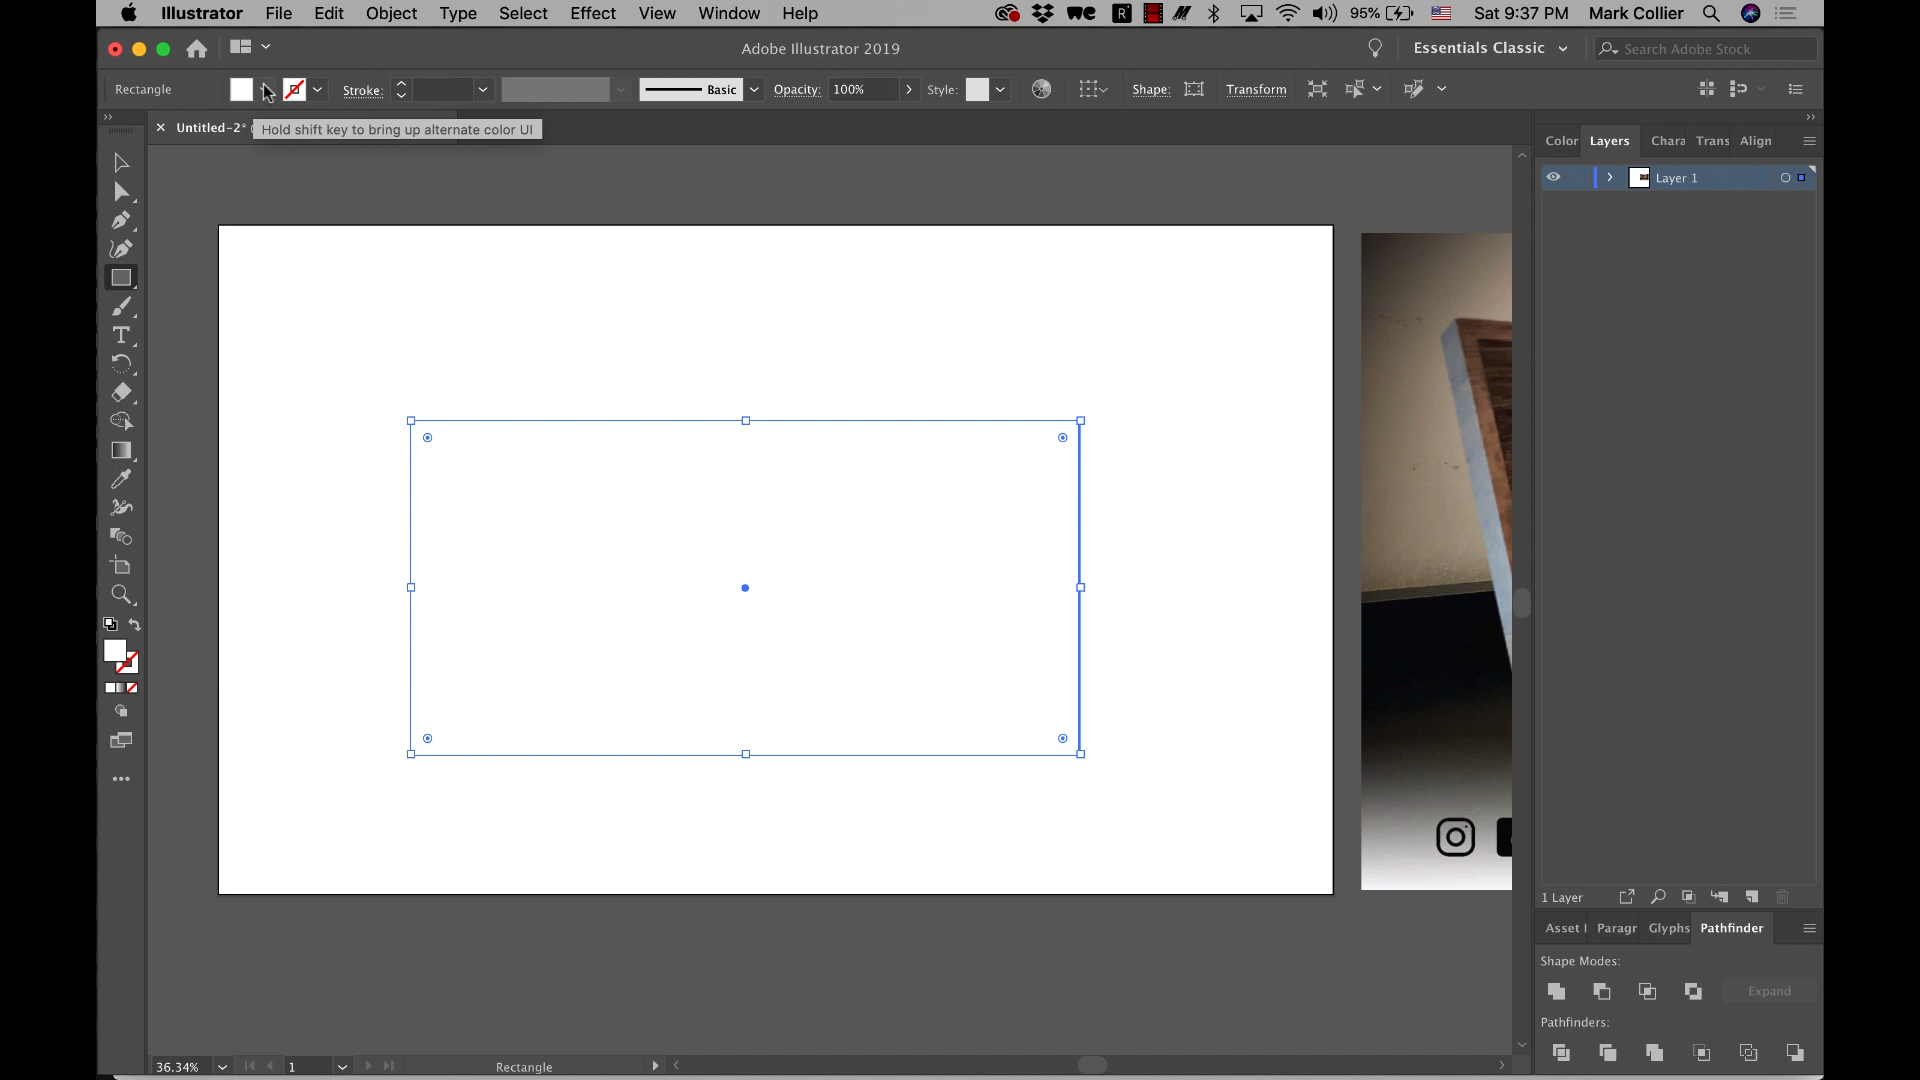 Illustrator File Edit Object Type Select Effect View Window Help 95% Sat 9:37 PM Mark Collier
Adobe Illustrator 2019 Essentials Classic Search Adobe Stock
Rectangle Stroke: Basic Opacity: 100% Style: Shape: Transform
Untitled-2*
Hold shift key to bring up alternate color UI
Color Layers Chara Trans Align
Layer 1
1 Layer
Asset Paragr Glyphs Pathfinder
Shape Modes:
Expand
Pathfinders:
36.34% 1 Rectangle